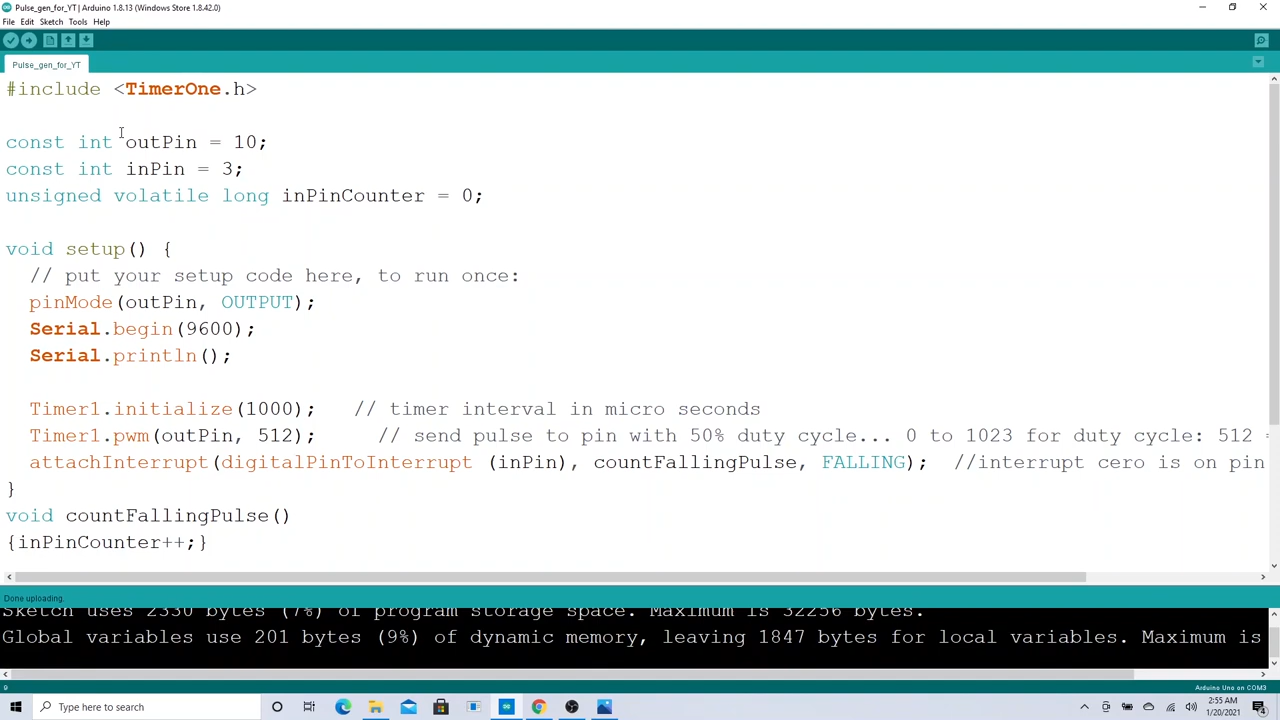 Pulse_gen_for_YT | Arduino 1.8.13 (Windows Store 1.8.42.0)
File Edit Sketch Tools Help
Pulse_gen_for_YT
#include <TimerOne.h>
const int outPin = 10;
const int inPin = 3;
unsigned volatile long inPinCounter = 0;
void setup() {
// put your setup code here, to run once:
pinMode(outPin, OUTPUT);
Serial.begin(9600);
Serial.println();
Timer1.initialize(1000); // timer interval in micro seconds
Timer1.pwm(outPin, 512); // send pulse to pin with 50% duty cycle... 0 to 1023 for duty cycle: 512 =
attachInterrupt(digitalPinToInterrupt (inPin), countFallingPulse, FALLING); //interrupt cero is on pin
}
void countFallingPulse()
{inPinCounter++;}
Done uploading.
Sketch uses 2330 bytes (7%) of program storage space. Maximum is 32256 bytes.
Global variables use 201 bytes (9%) of dynamic memory, leaving 1847 bytes for local variables. Maximum is
9 Arduino Uno on COM3
Type here to search
2:55 AM
1/20/2021
4